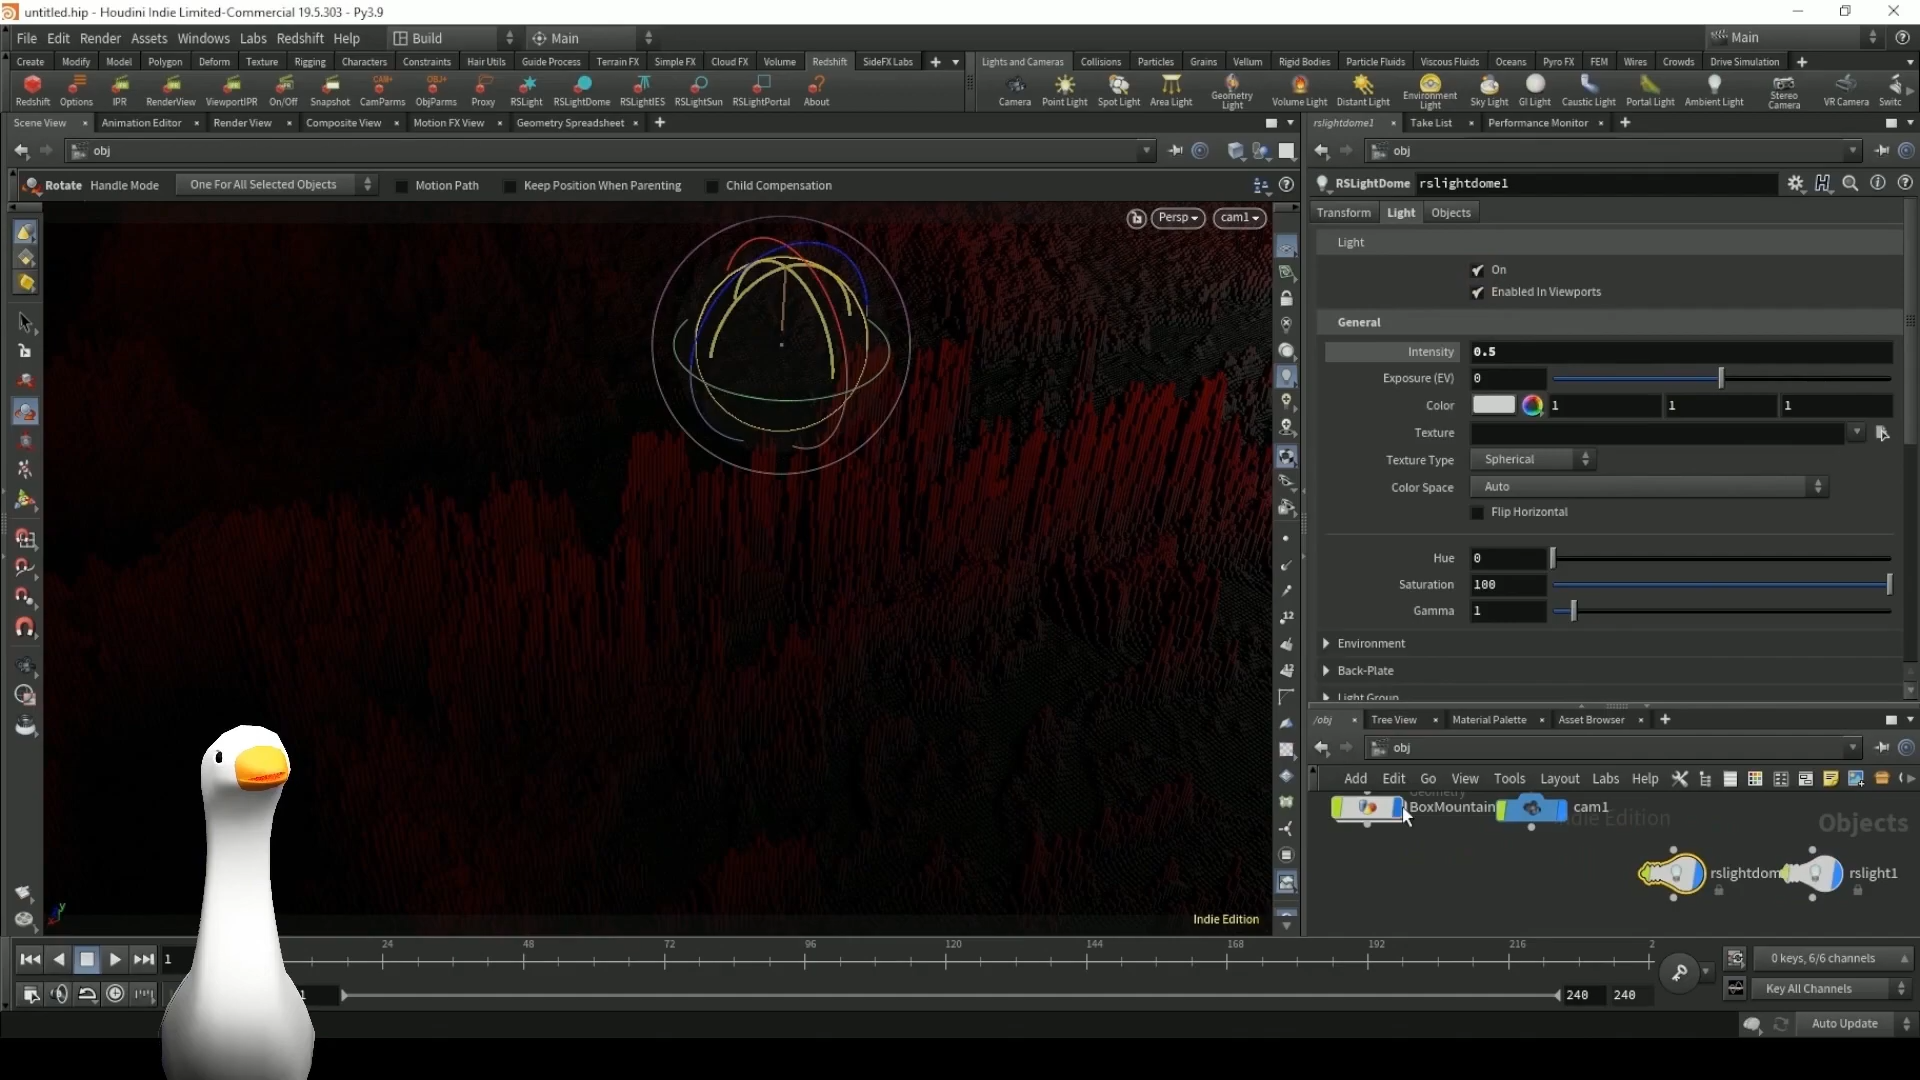 untitled.hip - Houdini Indie Limited-Commercial 19.5.303 - Py3.9
File Edit Render Assets Windows Labs Redshift Help Build Main Main
Create Modify Model Polygon Deform Texture Rigging Characters Constraints Hair Utils Guide Process Terrain FX Simple FX Cloud FX Volume Redshift SideFX Labs
Lights and Cameras Collisions Particles Grains Vellum Rigid Bodies Particle Fluids Viscous Fluids Oceans Pyro FX FEM Wires Crowds Drive Simulation
Redshift Options IPR RenderView ViewportIPR On/Off Snapshot CamParms ObjParms Proxy RSLight RSLightDome RSLightIES RSLightSun RSLightPortal About
Camera Point Light Spot Light Area Light Geometry Light Volume Light Distant Light Environment Light Sky Light GI Light Caustic Light Portal Light Ambient Light Stereo Camera VR Camera Switc
Scene View Animation Editor Render View Composite View Motion FX View Geometry Spreadsheet
rslightdome1 Take List Performance Monitor
obj
obj
Rotate Handle Mode One For All Selected Objects Motion Path Keep Position When Parenting Child Compensation
RSLightDome rslightdome1
Persp cam1
Transform Light Objects
Light
On
Enabled In Viewports
General
Intensity 0.5
Exposure (EV) 0
Color 1 1 1
Texture
Texture Type Spherical
Color Space Auto
Flip Horizontal
Hue 0
Saturation 100
Gamma 1
Environment
Back-Plate
Light Group
/obj Tree View Material Palette Asset Browser
obj
Add Edit Go View Tools Layout Labs Help
Geometry
BoxMountain cam1
Indie Edition
Objects
rslightdom rslight1
Indie Edition
1 24 48 72 96 120 144 168 192 216 2
0 keys, 6/6 channels
1 240 240
Key All Channels
Auto Update